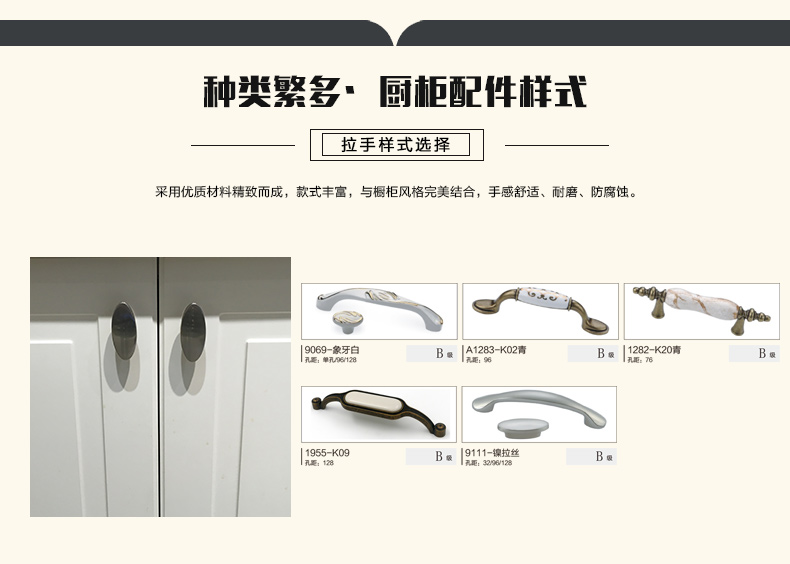 种类繁多· 厨柜配件样式
拉手样式选择
采用优质材料精致而成，款式丰富，与橱柜风格完美结合，手感舒适、耐磨、防腐蚀。
9069-象牙白
孔距：单孔/96/128
B 级
A1283-K02青
孔距：96
B 级
1282-K20青
孔距：76
B 级
1955-K09
孔距：128
B 级
9111-镍拉丝
孔距：32/96/128
B 级